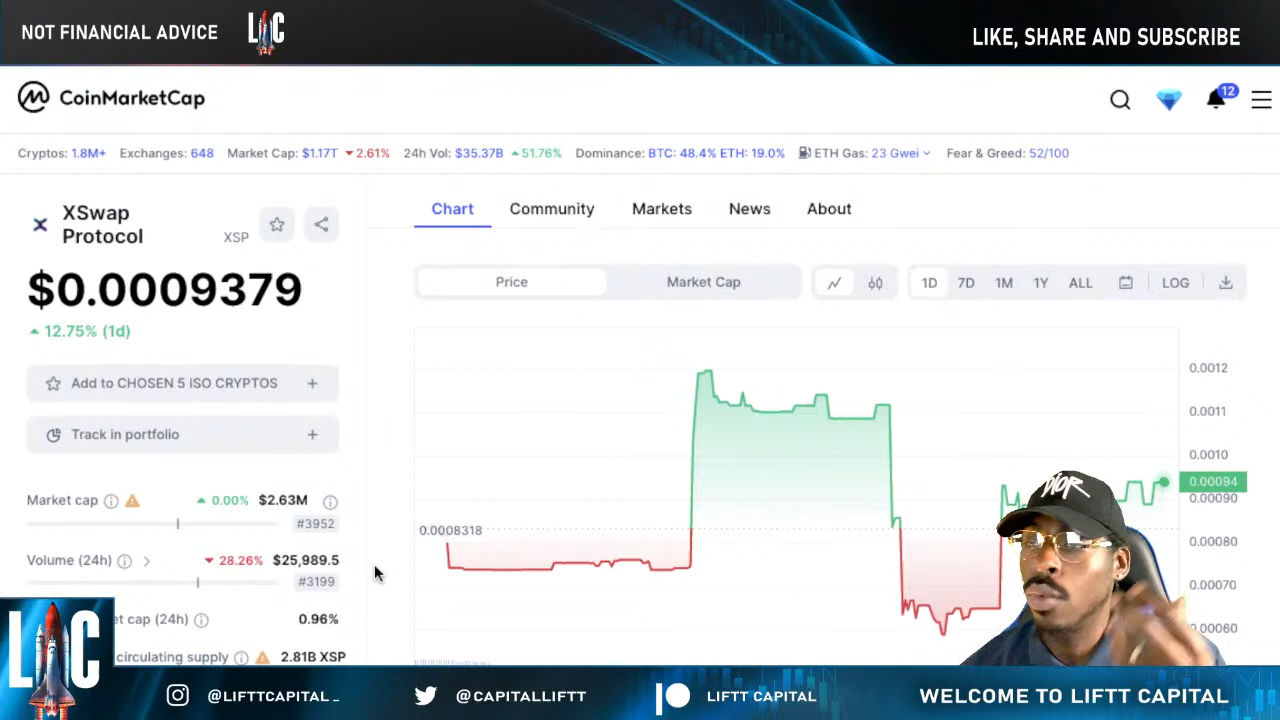 NOT FINANCIAL ADVICE
LC
LIKE, SHARE AND SUBSCRIBE
CoinMarketCap
12
Cryptos: 1.8M+ Exchanges: 648 Market Cap: $1.17T 2.61% 24h Vol: $35.37B 51.76% Dominance: BTC: 48.4% ETH: 19.0% ETH Gas: 23 Gwei Fear & Greed: 52/100
XSwap
Protocol
XSP
$0.0009379
12.75% (1d)
Add to CHOSEN 5 ISO CRYPTOS +
Track in portfolio +
Market cap 0.00% $2.63M
#3952
Volume (24h) 28.26% $25,989.5
#3199
et cap (24h) 0.96%
circulating supply 2.81B XSP
Chart Community Markets News About
Price Market Cap 1D 7D 1M 1Y ALL LOG
0.0012
0.0011
0.0010
0.00094
0.00090
0.0008318
0.00080
0.00070
0.00060
DIOR
LC
@LIFTTCAPITAL_ @CAPITALLIFTT LIFTT CAPITAL WELCOME TO LIFTT CAPITAL